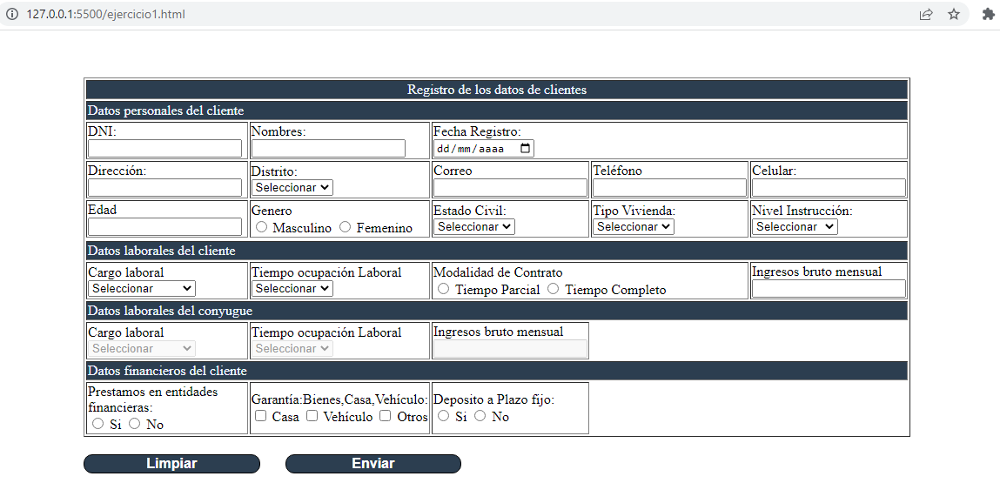 127.0.0.1:5500/ejercicio1.html
Registro de los datos de clientes
Datos personales del cliente
DNI: Nombres: Fecha Registro:
dd/mm/aaaa
Dirección: Distrito: Correo Teléfono Celular:
Seleccionar
Edad Genero Estado Civil: Tipo Vivienda: Nivel Instrucción:
Masculino Femenino Seleccionar Seleccionar Seleccionar
Datos laborales del cliente
Cargo laboral Tiempo ocupación Laboral Modalidad de Contrato Ingresos bruto mensual
Seleccionar Seleccionar Tiempo Parcial Tiempo Completo
Datos laborales del conyugue
Cargo laboral Tiempo ocupación Laboral Ingresos bruto mensual
Seleccionar Seleccionar
Datos financieros del cliente
Prestamos en entidades
financieras: Garantía:Bienes,Casa,Vehículo: Deposito a Plazo fijo:
Si No Casa Vehículo Otros Si No
Limpiar Enviar